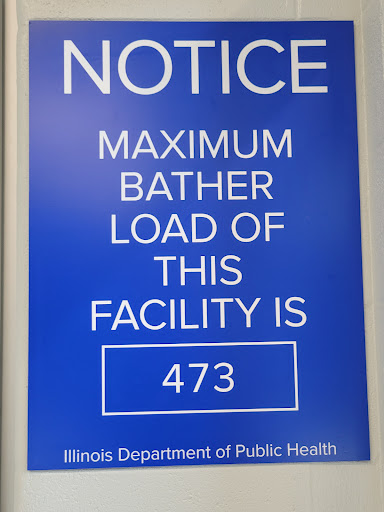 NOTICE
MAXIMUM
BATHER
LOAD OF
THIS
FACILITY IS
473
Illinois Department of Public Health